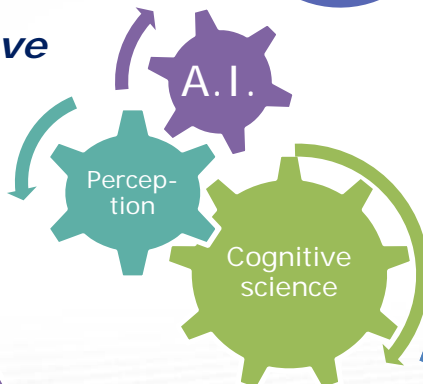 ve
A.I.
Percep-
tion
Cognitive
science